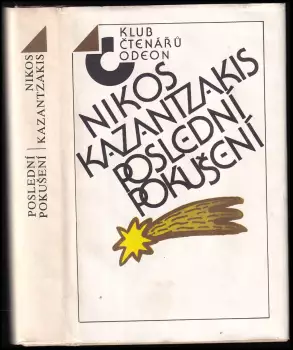 NIKOS
KAZANTZAKIS
POSLEDNÍ
POKUŠENÍ
KLUB
ČTENÁŘŮ
ODEON
NIKOS
KAZANTZAKIS
POSLEDNÍ
POKUŠENÍ